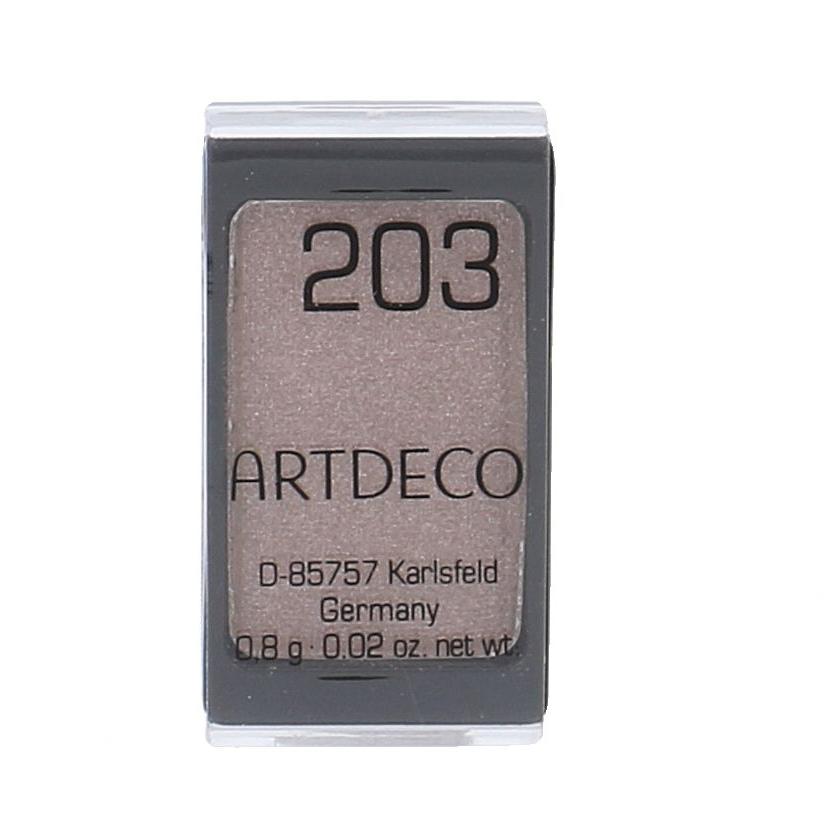 203
ARTDECO
D-85757 Karlsfeld
Germany
0,8 g · 0.02 oz. net wt.